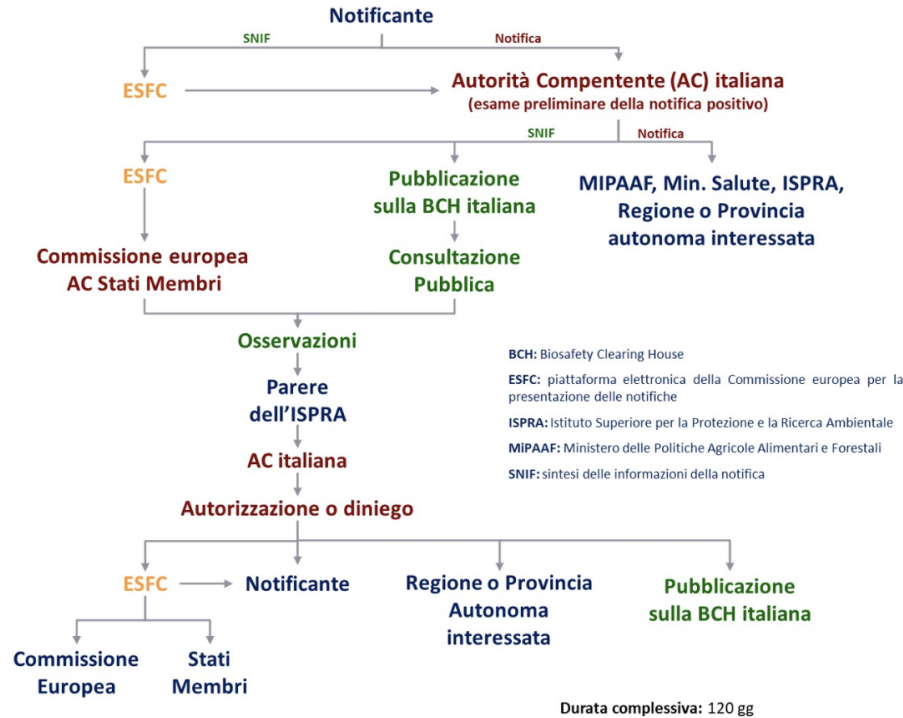 Notificante
SNIF
Notifica
ESFC
Autorità Compentente (AC) italiana
(esame preliminare della notifica positivo)
SNIF
Notifica
ESFC
Pubblicazione
sulla BCH italiana
MIPAAF, Min. Salute, ISPRA,
Regione o Provincia
autonoma interessata
Commissione europea
AC Stati Membri
Consultazione
Pubblica
Osservazioni
Parere
dell’ISPRA
AC italiana
Autorizzazione o diniego
BCH: Biosafety Clearing House
ESFC: piattaforma elettronica della Commissione europea per la
presentazione delle notifiche
ISPRA: Istituto Superiore per la Protezione e la Ricerca Ambientale
MiPAAF: Ministero delle Politiche Agricole Alimentari e Forestali
SNIF: sintesi delle informazioni della notifica
ESFC
Notificante
Regione o Provincia
Autonoma
interessata
Pubblicazione
sulla BCH italiana
Commissione
Europea
Stati
Membri
Durata complessiva: 120 gg